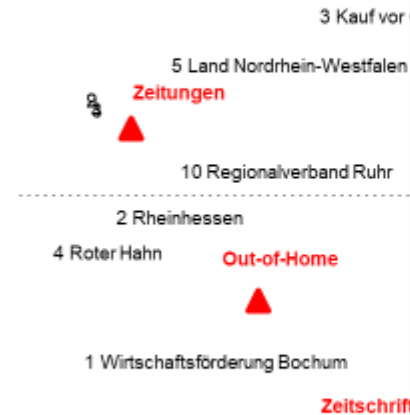 3 Kauf vor
5 Land Nordrhein-Westfalen
Zeitungen
10 Regionalverband Ruhr
2 Rheinhessen
4 Roter Hahn
Out-of-Home
1 Wirtschaftsförderung Bochum
Zeitschrift